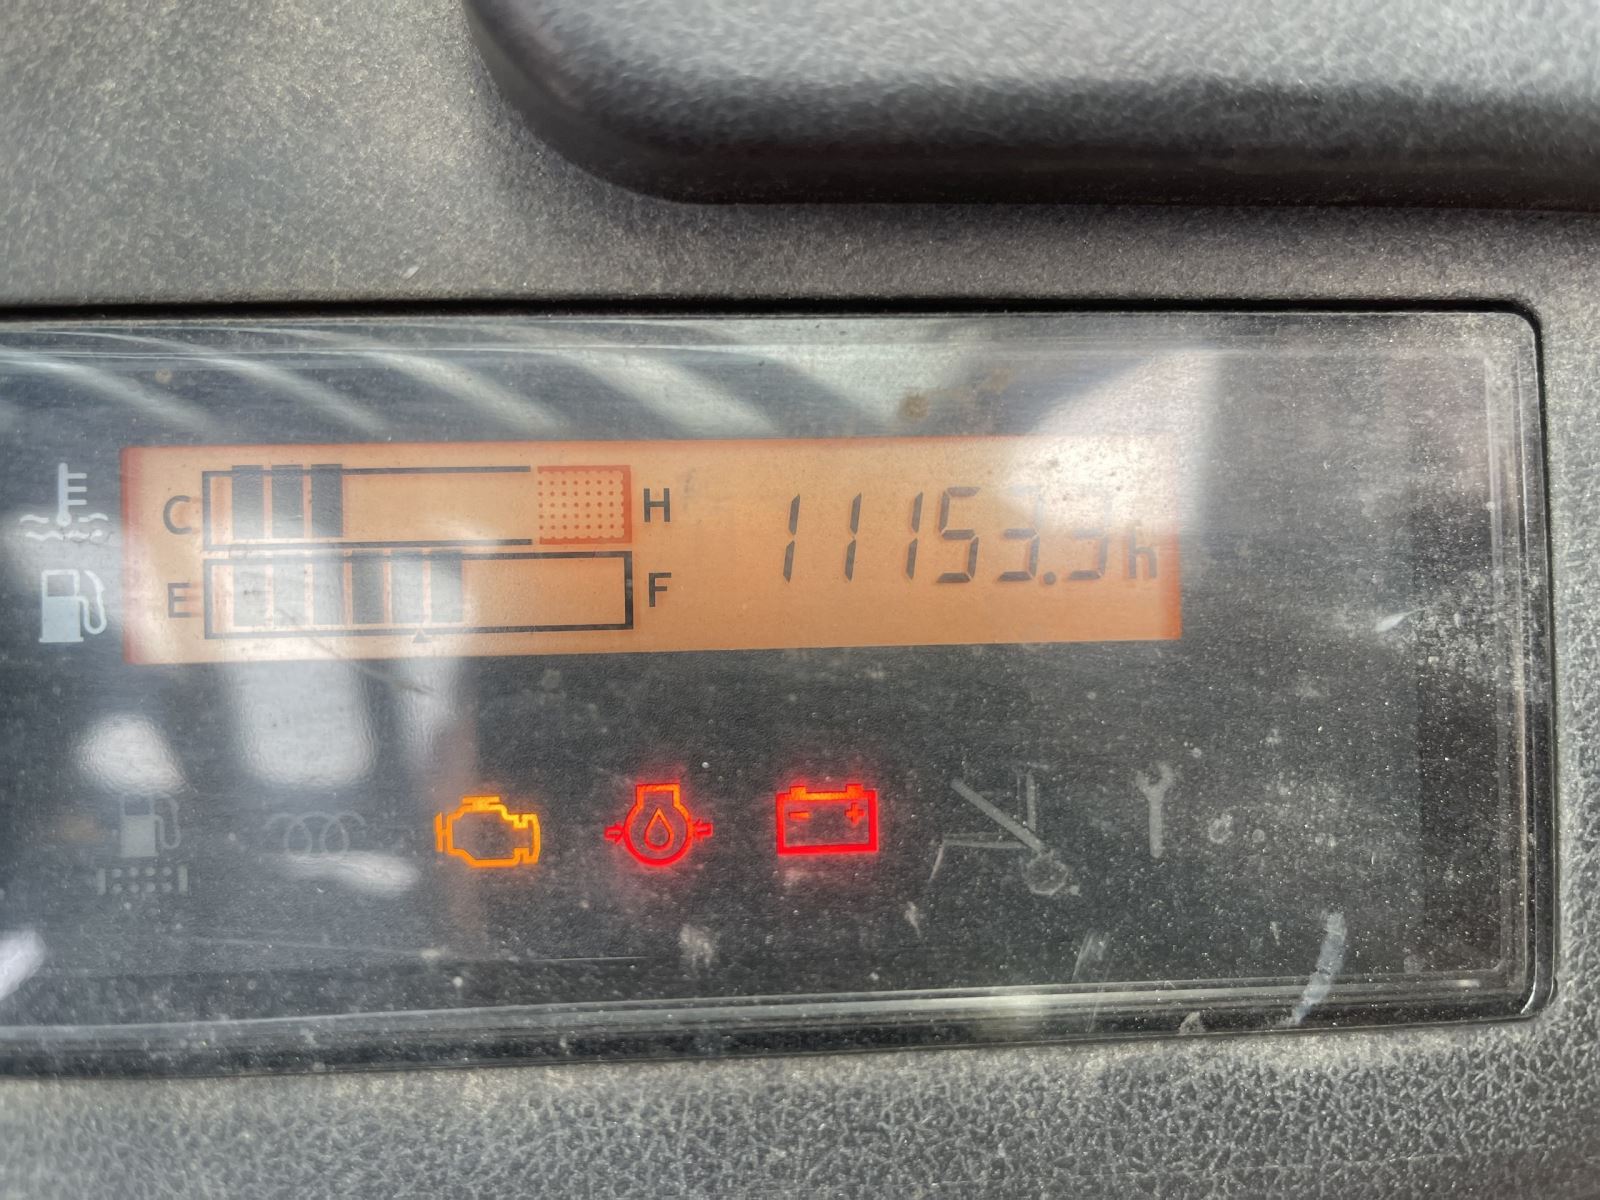 C H 11153.3h
E F
- +